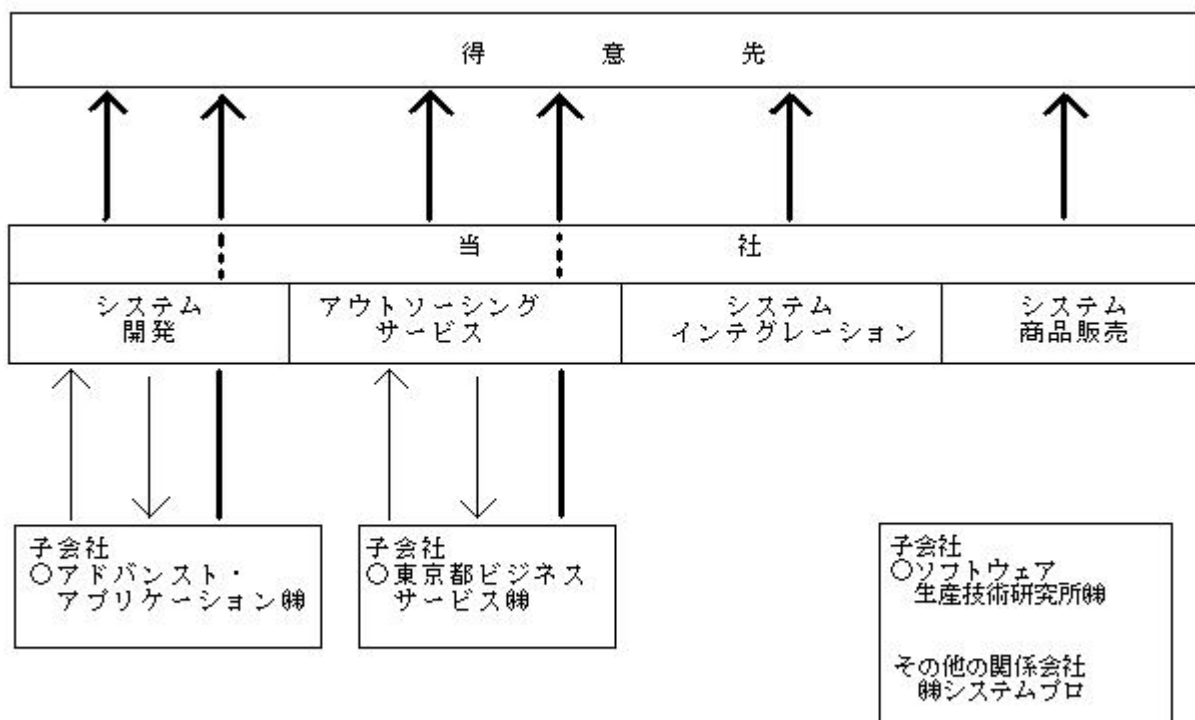 得意先
当社
システム
開発
アウトソーシング
サービス
システム
インテグレーション
システム
商品販売
子会社
○アドバンスト・
アプリケーション㈱
子会社
○東京都ビジネス
サービス㈱
子会社
○ソフトウェア
生産技術研究所㈱
その他の関係会社
㈱システムプロ